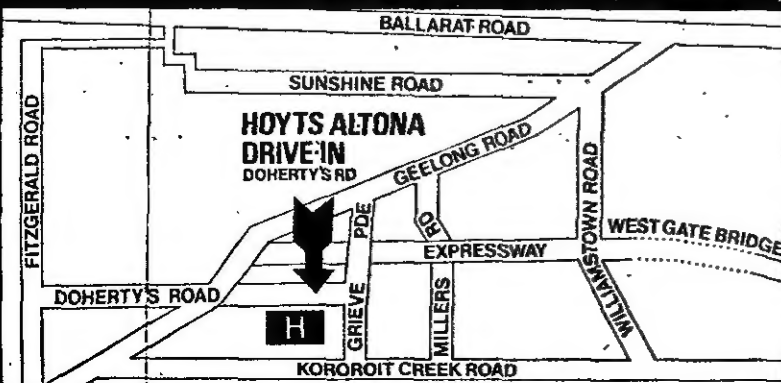 BALLARAT ROAD
SUNSHINE ROAD
HOYTS ALTONA
DRIVE-IN
DOHERTY'S RD
GEELONG ROAD
FITZGERALD ROAD
PDE
RD
WILLIAMSTOWN ROAD
WEST GATE BRIDGE
EXPRESSWAY
DOHERTY'S ROAD
GRIEVE
MILLERS
H
KOROROIT CREEK ROAD